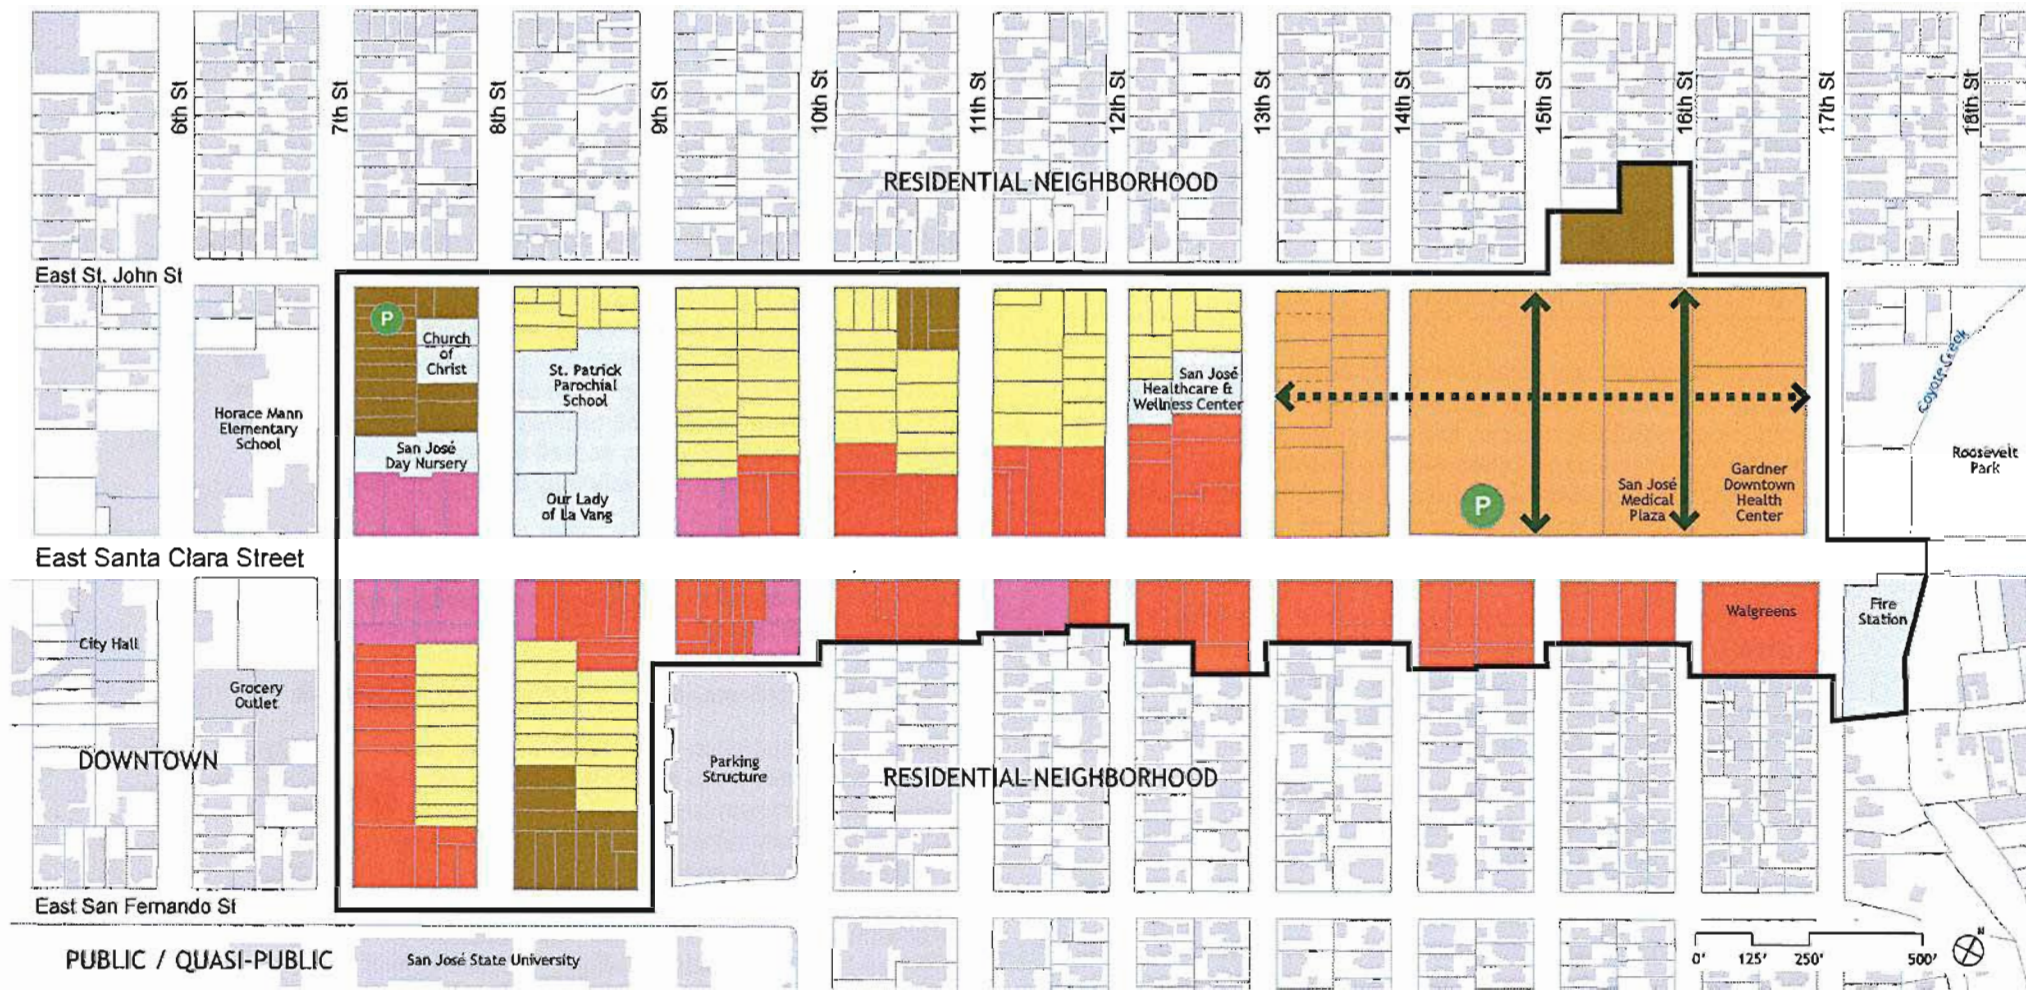 6th St
7th St
8th St
9th St
10th St
11th St
12th St
13th St
14th St
15th St
16th St
17th St
18th St
RESIDENTIAL NEIGHBORHOOD
East St. John St
P
Church
of
Christ
St. Patrick
Parochial
School
San José
Healthcare &
Wellness Center
Coyote Creek
Horace Mann
Elementary
School
San José
Day Nursery
Our Lady
of La Vang
P
San José
Medical
Plaza
Gardner
Downtown
Health
Center
Roosevelt
Park
East Santa Clara Street
City Hall
Grocery
Outlet
Walgreens
Fire
Station
DOWNTOWN
Parking
Structure
RESIDENTIAL NEIGHBORHOOD
East San Fernando St
PUBLIC / QUASI-PUBLIC
San José State University
0'
125'
250'
500'
N